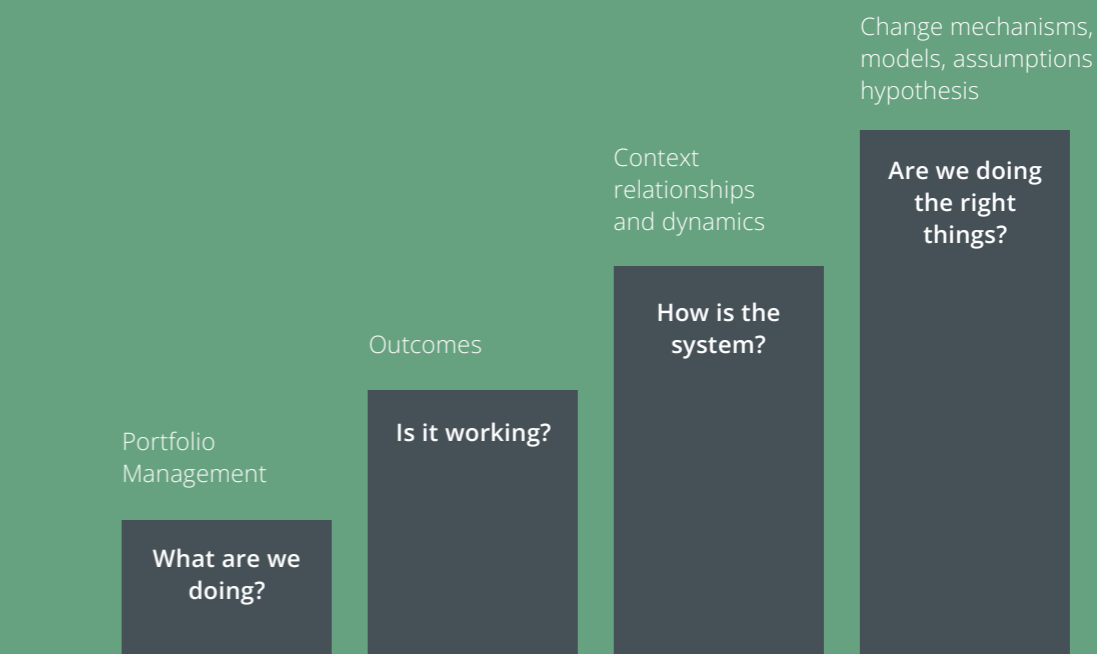 Change mechanisms,
models, assumptions
hypothesis
Are we doing
the right
things?
Context
relationships
and dynamics
How is the
system?
Outcomes
Is it working?
Portfolio
Management
What are we
doing?